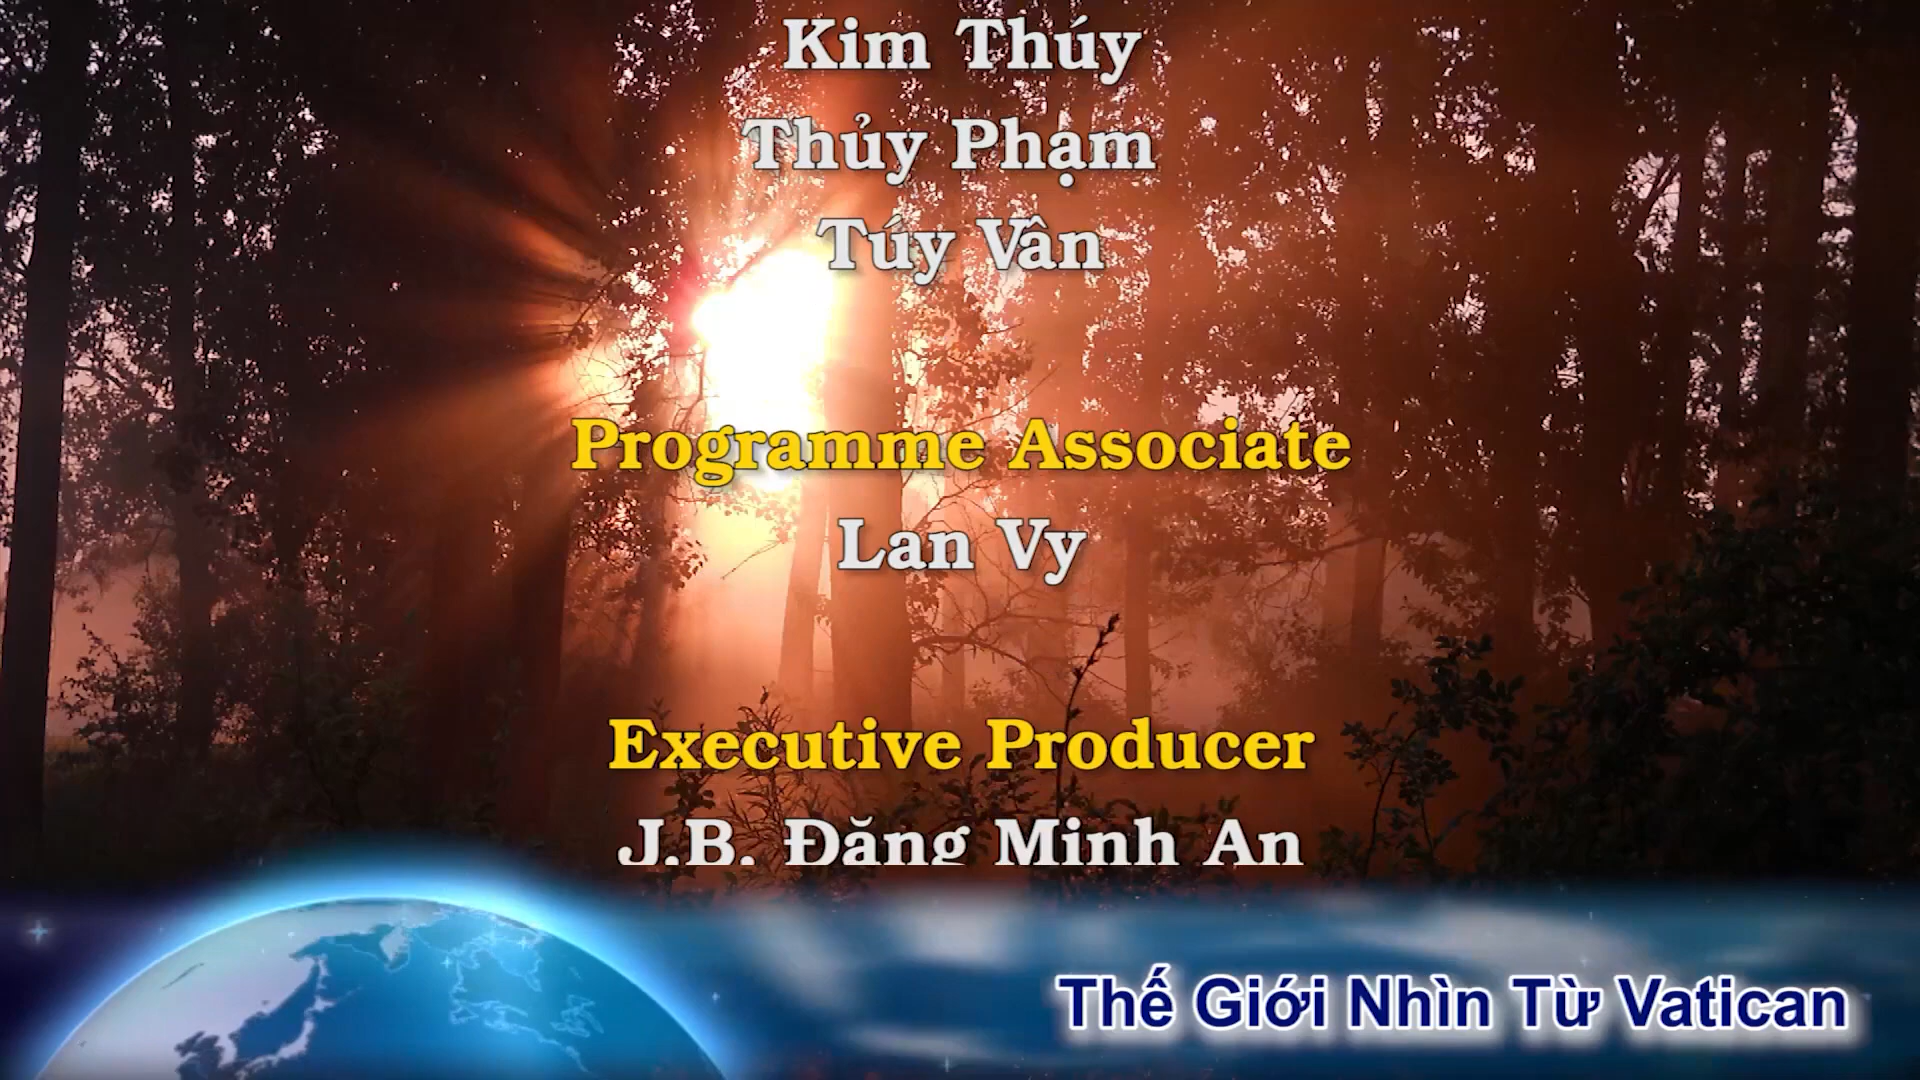 Kim Thúy
Thủy Phạm
Túy Vân
Programme Associate
Lan Vy
Executive Producer
J.B. Đặng Minh An
Thế Giới Nhìn Từ Vatican